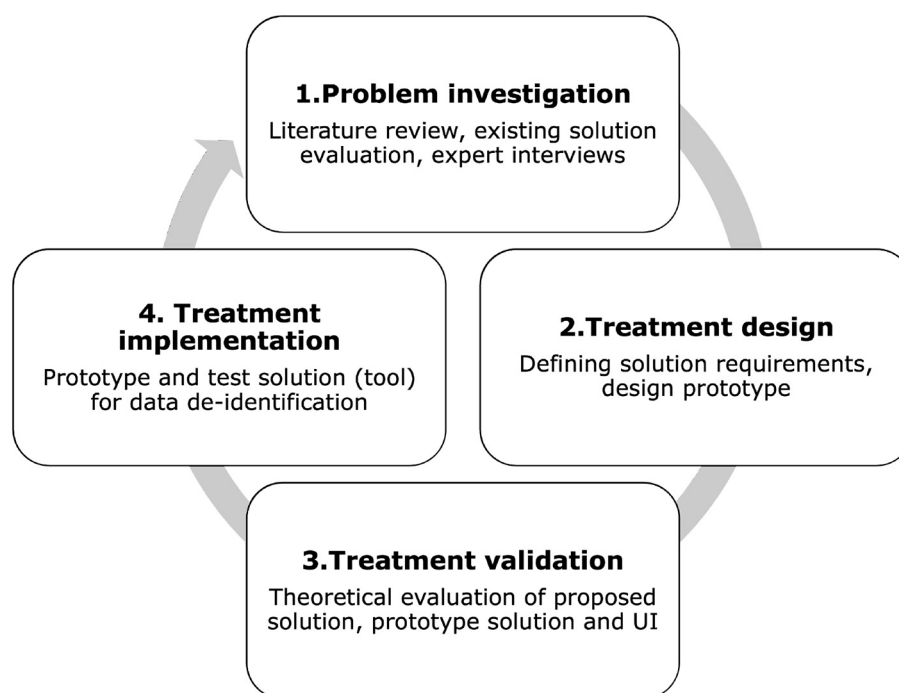 1.Problem investigation
Literature review, existing solution
evaluation, expert interviews
2.Treatment design
Defining solution requirements,
design prototype
3.Treatment validation
Theoretical evaluation of proposed
solution, prototype solution and UI
4. Treatment
implementation
Prototype and test solution (tool)
for data de-identification